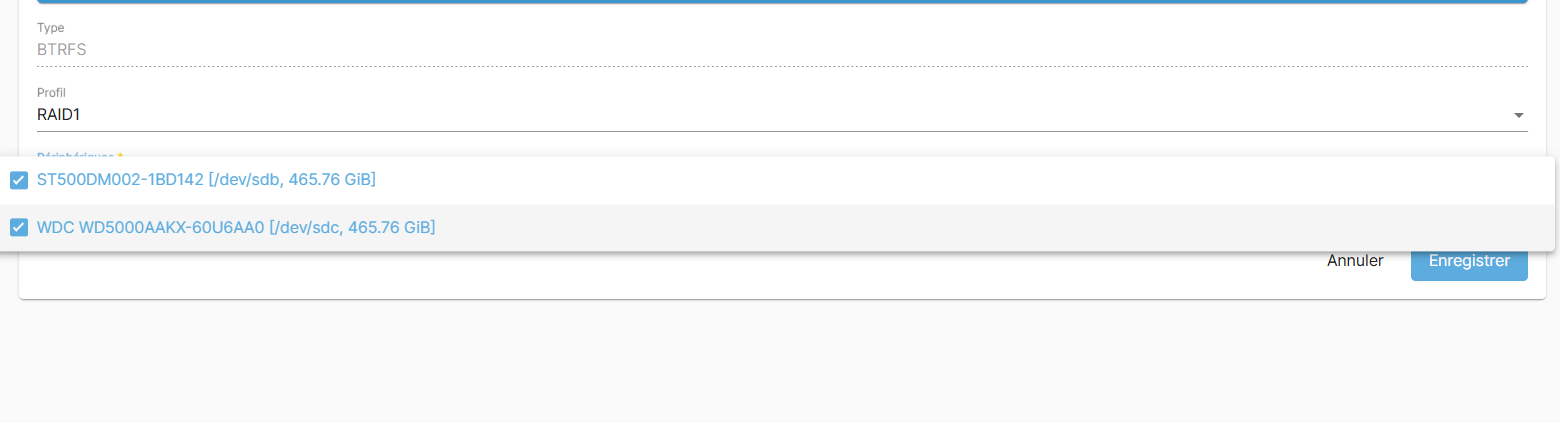 Type
BTRFS
Profil
RAID1
Périphériques *
ST500DM002-1BD142 [/dev/sdb, 465.76 GiB]
WDC WD5000AAKX-60U6AA0 [/dev/sdc, 465.76 GiB]
Annuler
Enregistrer